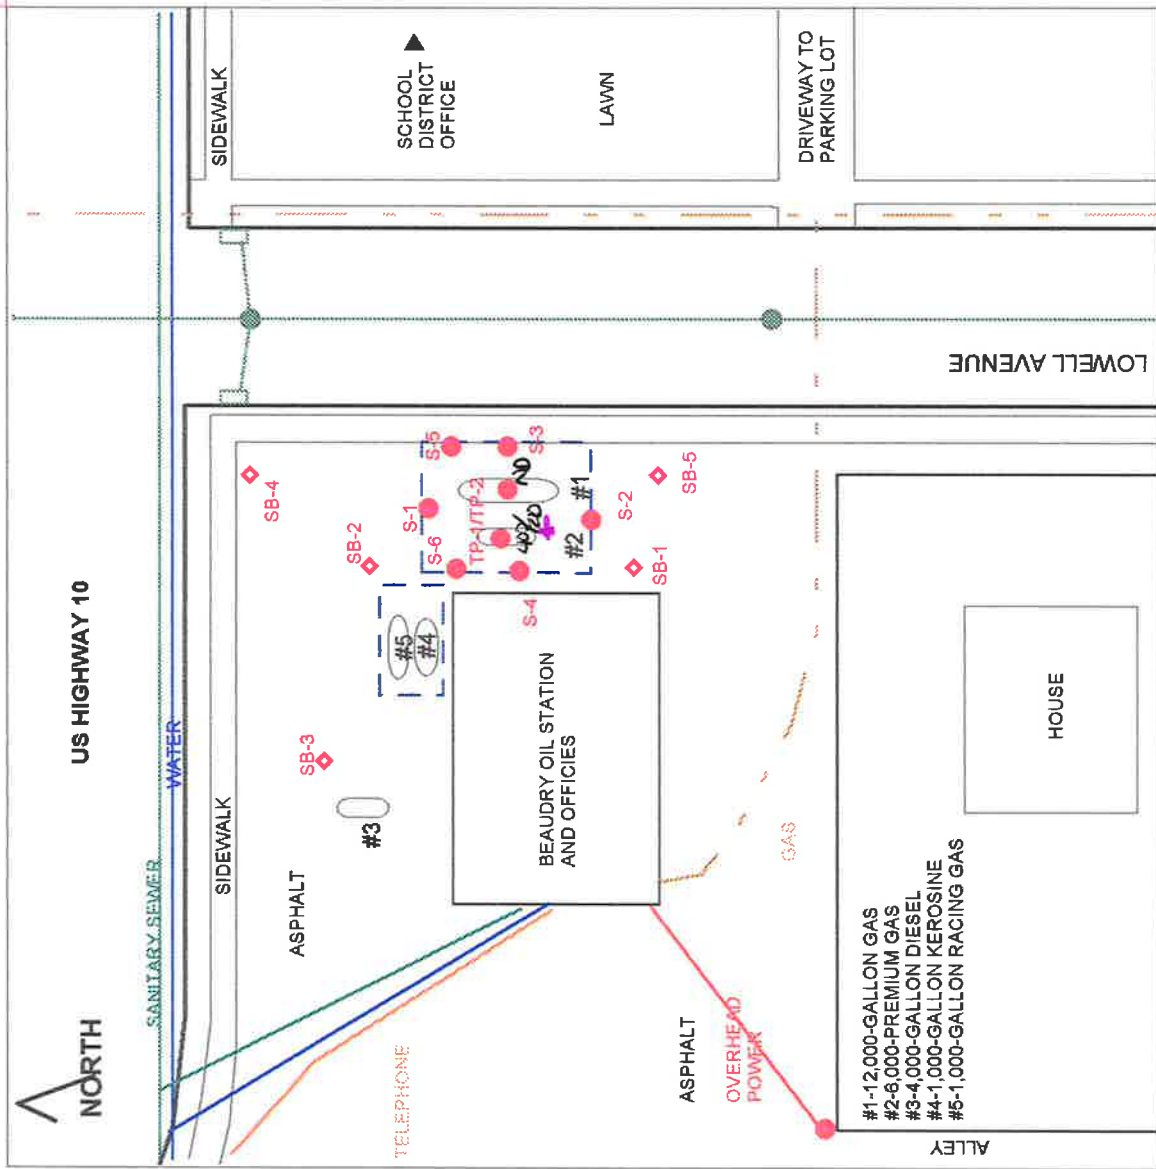 NORTH
US HIGHWAY 10
SANITARY SEWER
WATER
SIDEWALK
SIDEWALK
SCHOOL
DISTRICT
OFFICE
LAWN
DRIVEWAY TO
PARKING LOT
LOWELL AVENUE
ASPHALT
TELEPHONE
#3
SB-3
SB-2
SB-4
#5
#4
S-6
S-1
S-5
S-3
TP-1/TP-2
S-4
#2
#1
S-2
SB-1
SB-5
BEAUDRY OIL STATION
AND OFFICIES
GAS
ASPHALT
OVERHEAD
POWER
HOUSE
#1-12,000-GALLON GAS
#2-6,000-PREMIUM GAS
#3-4,000-GALLON DIESEL
#4-1,000-GALLON KEROSINE
#5-1,000-GALLON RACING GAS
ALLEY